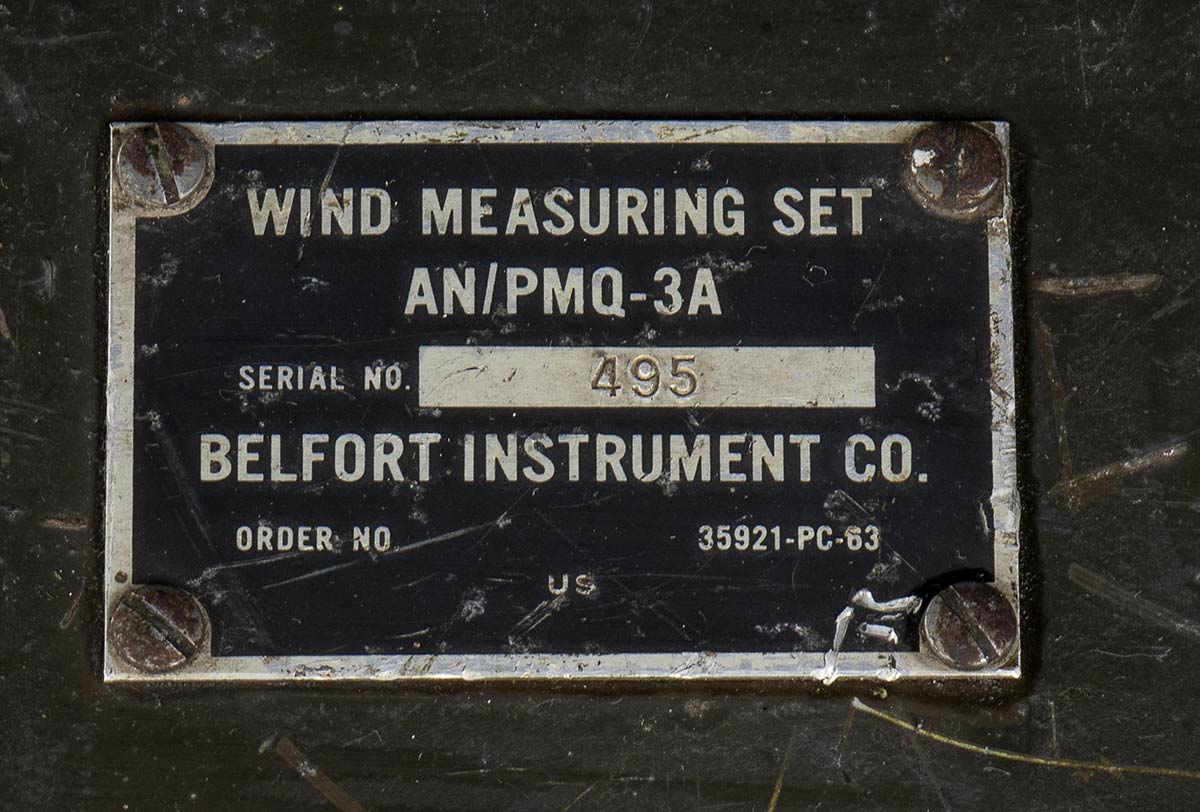 WIND MEASURING SET
AN/PMQ-3A
SERIAL NO. 495
BELFORT INSTRUMENT CO.
ORDER NO 35921-PC-63
US